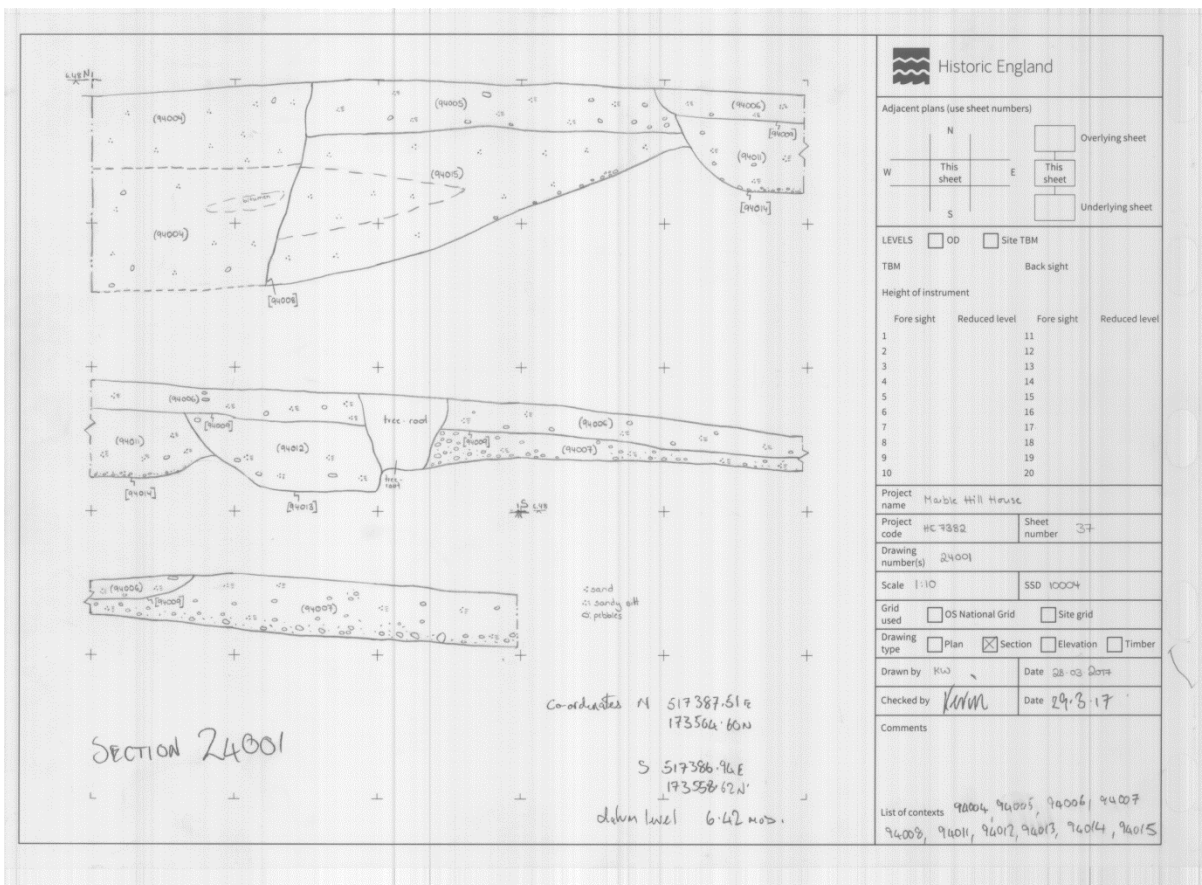 N
(94004)
(94005)
(94006)
[94009]
(94011)
(94015)
bitumen
(94004)
[94014]
[94008]
(94006)
[94009]
tree-root
(94006)
(94011)
(94012)
[94009]
(94007)
tree-root
[94014]
[94013]
S
(94006)
[94009]
(94007)
sand
sandy silt
pebbles
Co-ordinates N 517387.51E
173564.60N
SECTION 24001
S 517386.94E
173558.62N
datum level 6.42 mOD.
Historic England
Adjacent plans (use sheet numbers)
N
W This sheet E
S
Overlying sheet
This sheet
Underlying sheet
LEVELS OD Site TBM
TBM Back sight
Height of instrument
Fore sight Reduced level Fore sight Reduced level
1 11
2 12
3 13
4 14
5 15
6 16
7 17
8 18
9 19
10 20
Project name Marble Hill House
Project code HC 7382 Sheet number 37
Drawing number(s) 24001
Scale 1:10 SSD 10004
Grid used OS National Grid Site grid
Drawing type Plan Section Elevation Timber
Drawn by KW Date 28-03-2017
Checked by Date 29.3.17
Comments
List of contexts 94004, 94005, 94006, 94007
94008, 94011, 94012, 94013, 94014, 94015